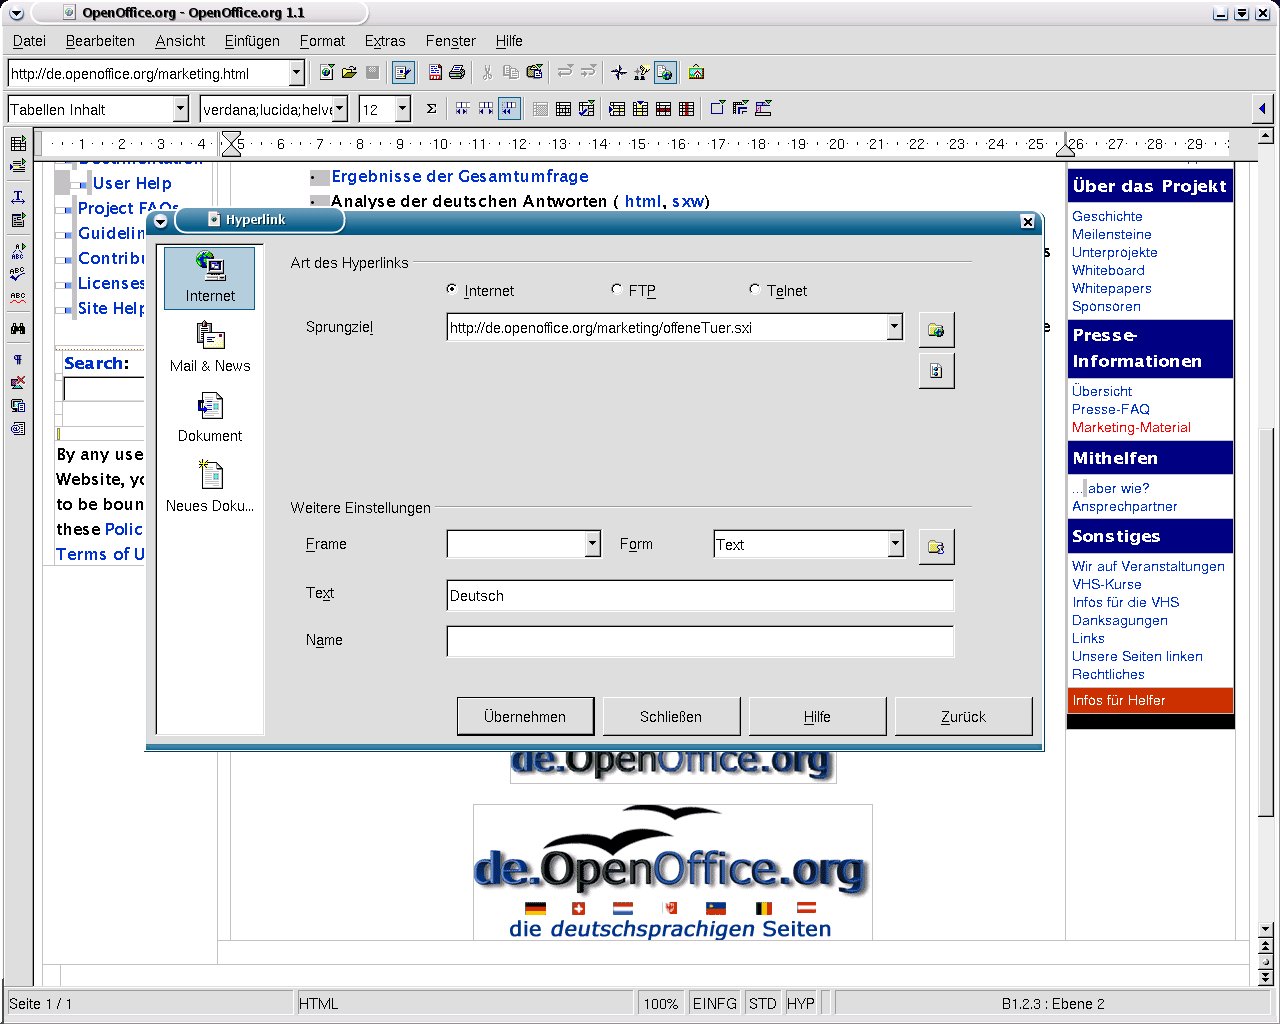 OpenOffice.org - OpenOffice.org 1.1
Datei Bearbeiten Ansicht Einfügen Format Extras Fenster Hilfe
http://de.openoffice.org/marketing.html
Tabellen Inhalt verdana;lucida;helve 12 Σ
1 2 3 4 5 6 7 8 9 10 11 12 13 14 15 16 17 18 19 20 21 22 23 24 25 26 27 28 29
Documentation
User Help
Project FAQs
Guidelin
Contribu
Licenses
Site Help
Search:
By any use
Website, yo
to be boun
these Polic
Terms of U
Ergebnisse der Gesamtumfrage
Analyse der deutschen Antworten ( html, sxw)
s
e
Hyperlink
Internet
Mail & News
Dokument
Neues Doku...
Art des Hyperlinks
Internet FTP Telnet
Sprungziel http://de.openoffice.org/marketing/offeneTuer.sxi
Weitere Einstellungen
Frame Form Text
Text Deutsch
Name
Übernehmen Schließen Hilfe Zurück
Über das Projekt
Geschichte
Meilensteine
Unterprojekte
Whiteboard
Whitepapers
Sponsoren
Presse-
Informationen
Übersicht
Presse-FAQ
Marketing-Material
Mithelfen
... aber wie?
Ansprechpartner
Sonstiges
Wir auf Veranstaltungen
VHS-Kurse
Infos für die VHS
Danksagungen
Links
Unsere Seiten linken
Rechtliches
Infos für Helfer
de.OpenOffice.org
de.OpenOffice.org
die deutschsprachigen Seiten
Seite 1 / 1 HTML 100% EINFG STD HYP B1.2.3 : Ebene 2